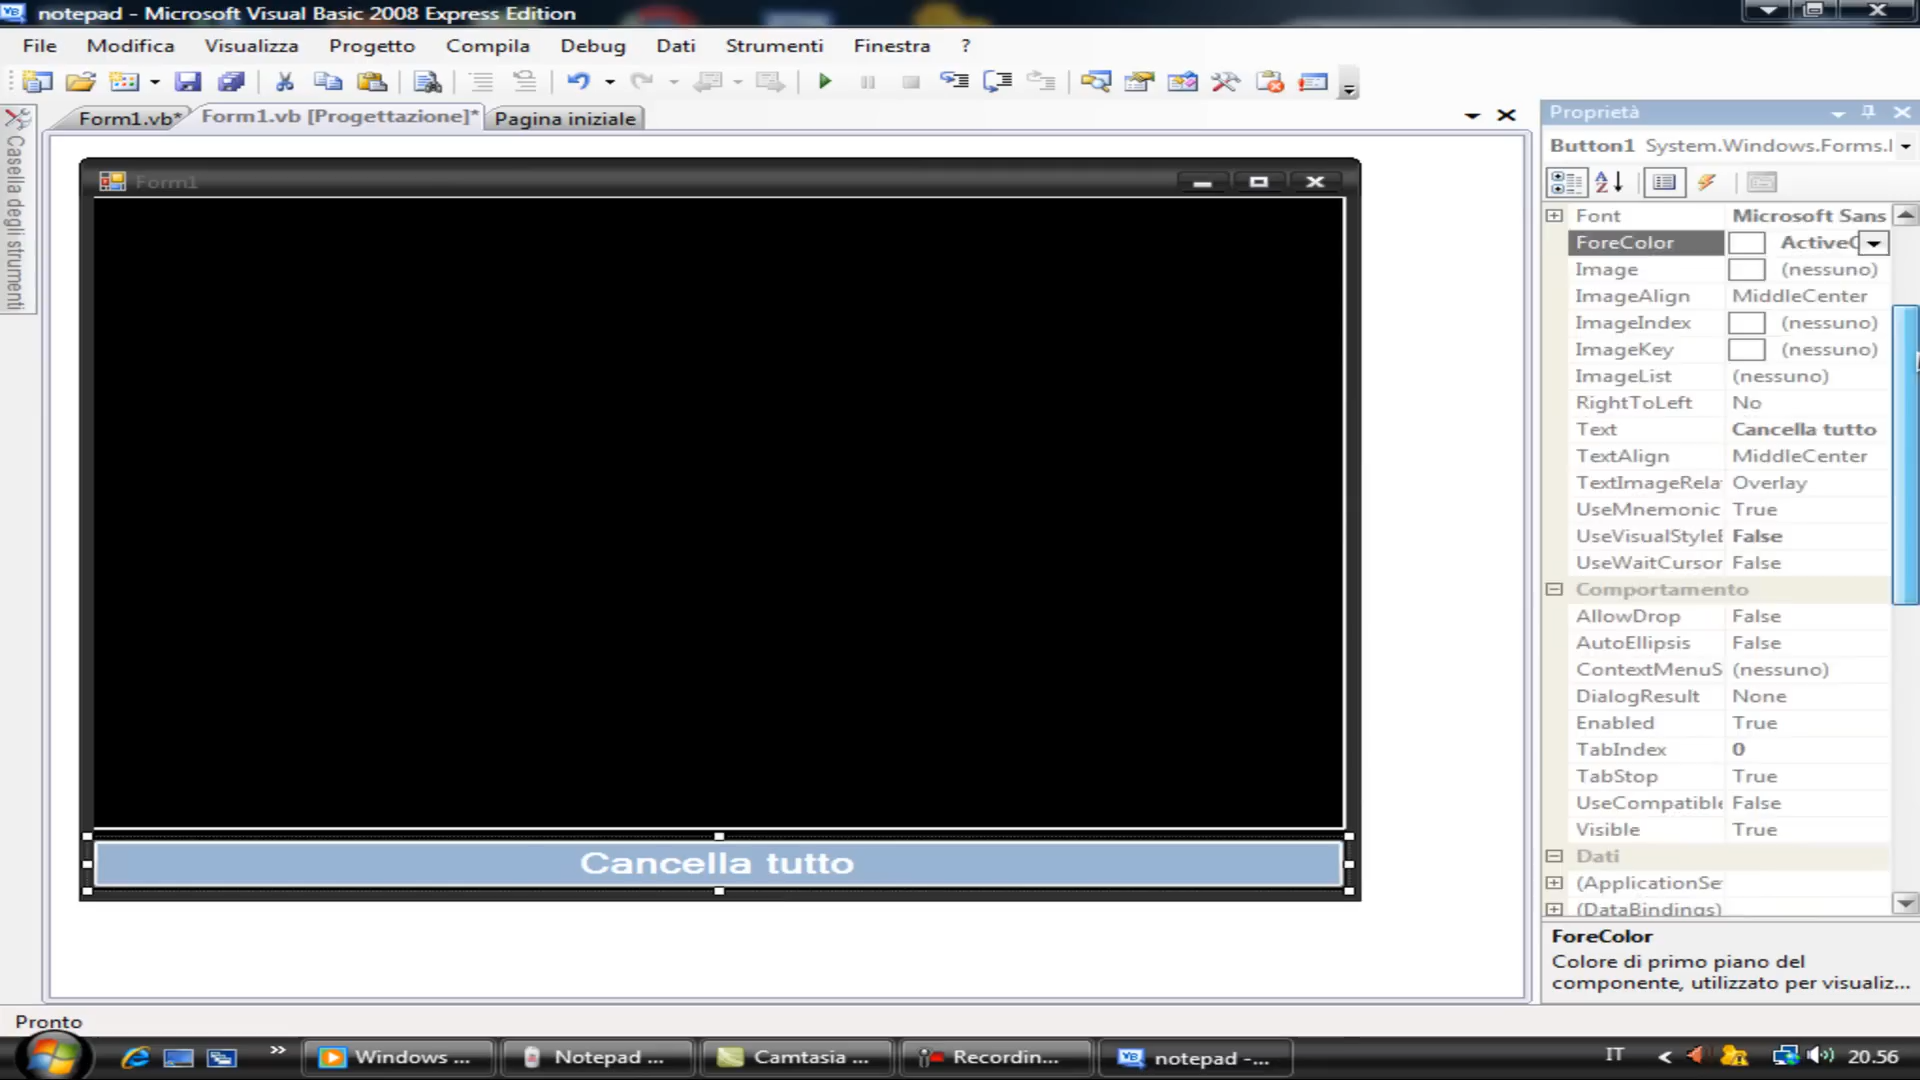 notepad - Microsoft Visual Basic 2008 Express Edition
File Modifica Visualizza Progetto Compila Debug Dati Strumenti Finestra ?
Form1.vb* Form1.vb [Progettazione]* Pagina iniziale
Casella degli strumenti
Form1
Cancella tutto
Proprietà
Button1 System.Windows.Forms.
Font Microsoft Sans
ForeColor ActiveC
Image (nessuno)
ImageAlign MiddleCenter
ImageIndex (nessuno)
ImageKey (nessuno)
ImageList (nessuno)
RightToLeft No
Text Cancella tutto
TextAlign MiddleCenter
TextImageRela Overlay
UseMnemonic True
UseVisualStyleE False
UseWaitCursor False
Comportamento
AllowDrop False
AutoEllipsis False
ContextMenuS (nessuno)
DialogResult None
Enabled True
TabIndex 0
TabStop True
UseCompatible False
Visible True
Dati
(ApplicationSe
(DataBindings)
ForeColor
Colore di primo piano del
componente, utilizzato per visualiz...
Pronto
Windows ... Notepad ... Camtasia ... Recordin... notepad -... IT < 20.56